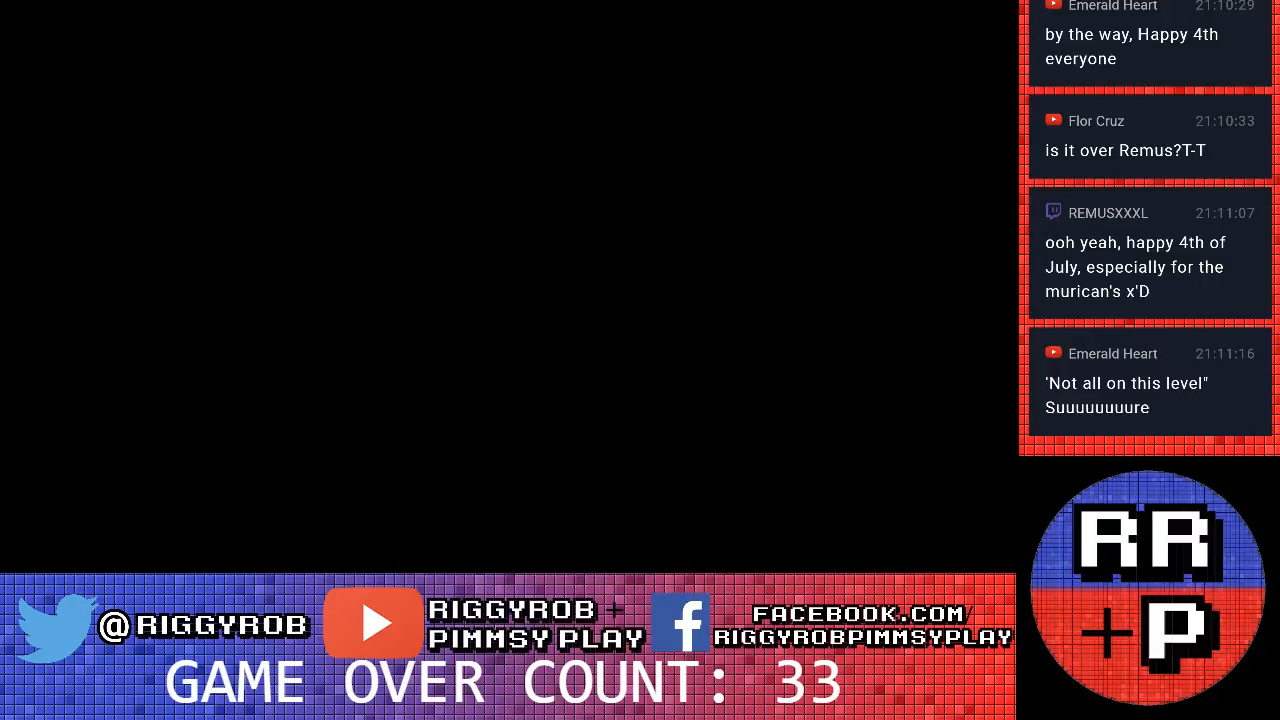 Emerald Heart 21:10:29
by the way, Happy 4th
everyone
Flor Cruz 21:10:33
is it over Remus?T-T
REMUSXXXL 21:11:07
ooh yeah, happy 4th of
July, especially for the
murican's x'D
Emerald Heart 21:11:16
'Not all on this level"
Suuuuuuuure
RR
+P
@RIGGYROB
RIGGYROB +
PIMMSY PLAY
FACEBOOK.COM/
RIGGYROBPIMMSYPLAY
GAME OVER COUNT: 33